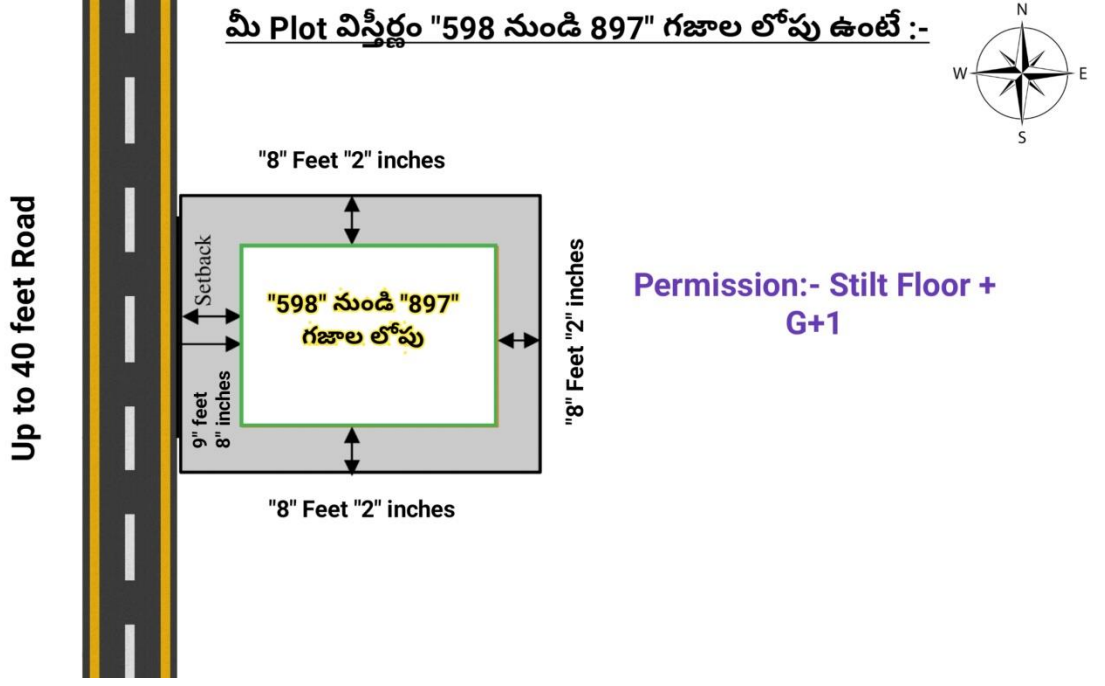 మీ Plot విస్తీర్ణం "598 నుండి 897" గజాల లోపు ఉంటే :-
N
W
E
S
"8" Feet "2" inches
Up to 40 feet Road
Setback
"598" నుండి "897"
గజాల లోపు
9" feet
8" inches
"8" Feet "2" inches
Permission:- Stilt Floor +
G+1
"8" Feet "2" inches